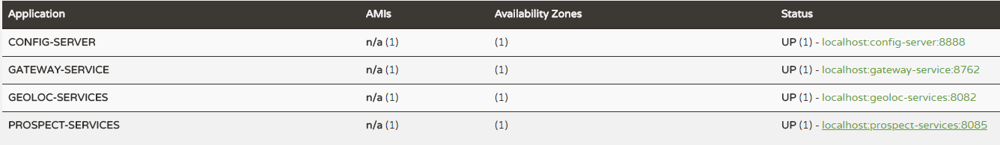 Application AMIs Availability Zones Status
CONFIG-SERVER n/a (1) (1) UP (1) - localhost:config-server:8888
GATEWAY-SERVICE n/a (1) (1) UP (1) - localhost:gateway-service:8762
GEOLOC-SERVICES n/a (1) (1) UP (1) - localhost:geoloc-services:8082
PROSPECT-SERVICES n/a (1) (1) UP (1) - localhost:prospect-services:8085